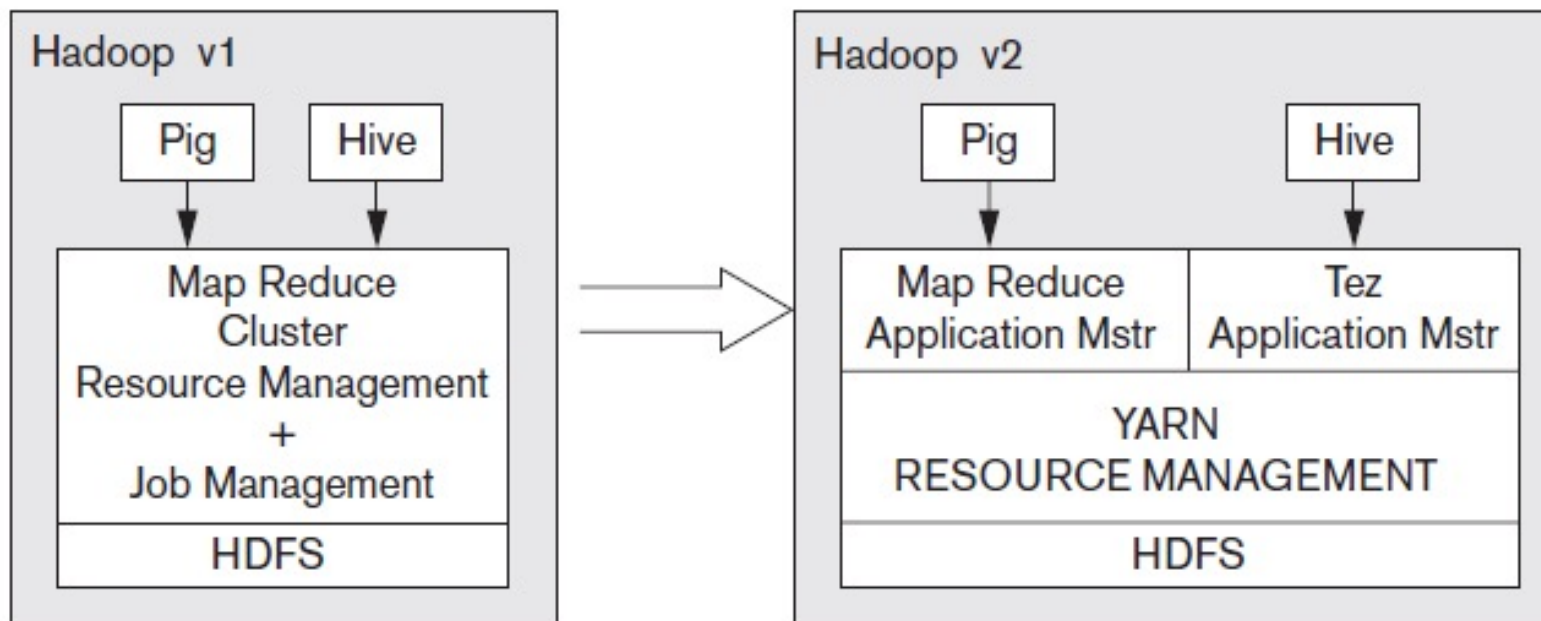 Hadoop v1
Pig
Hive
Map Reduce
Cluster
Resource Management
+
Job Management
HDFS
Hadoop v2
Pig
Hive
Map Reduce
Application Mstr
Tez
Application Mstr
YARN
RESOURCE MANAGEMENT
HDFS